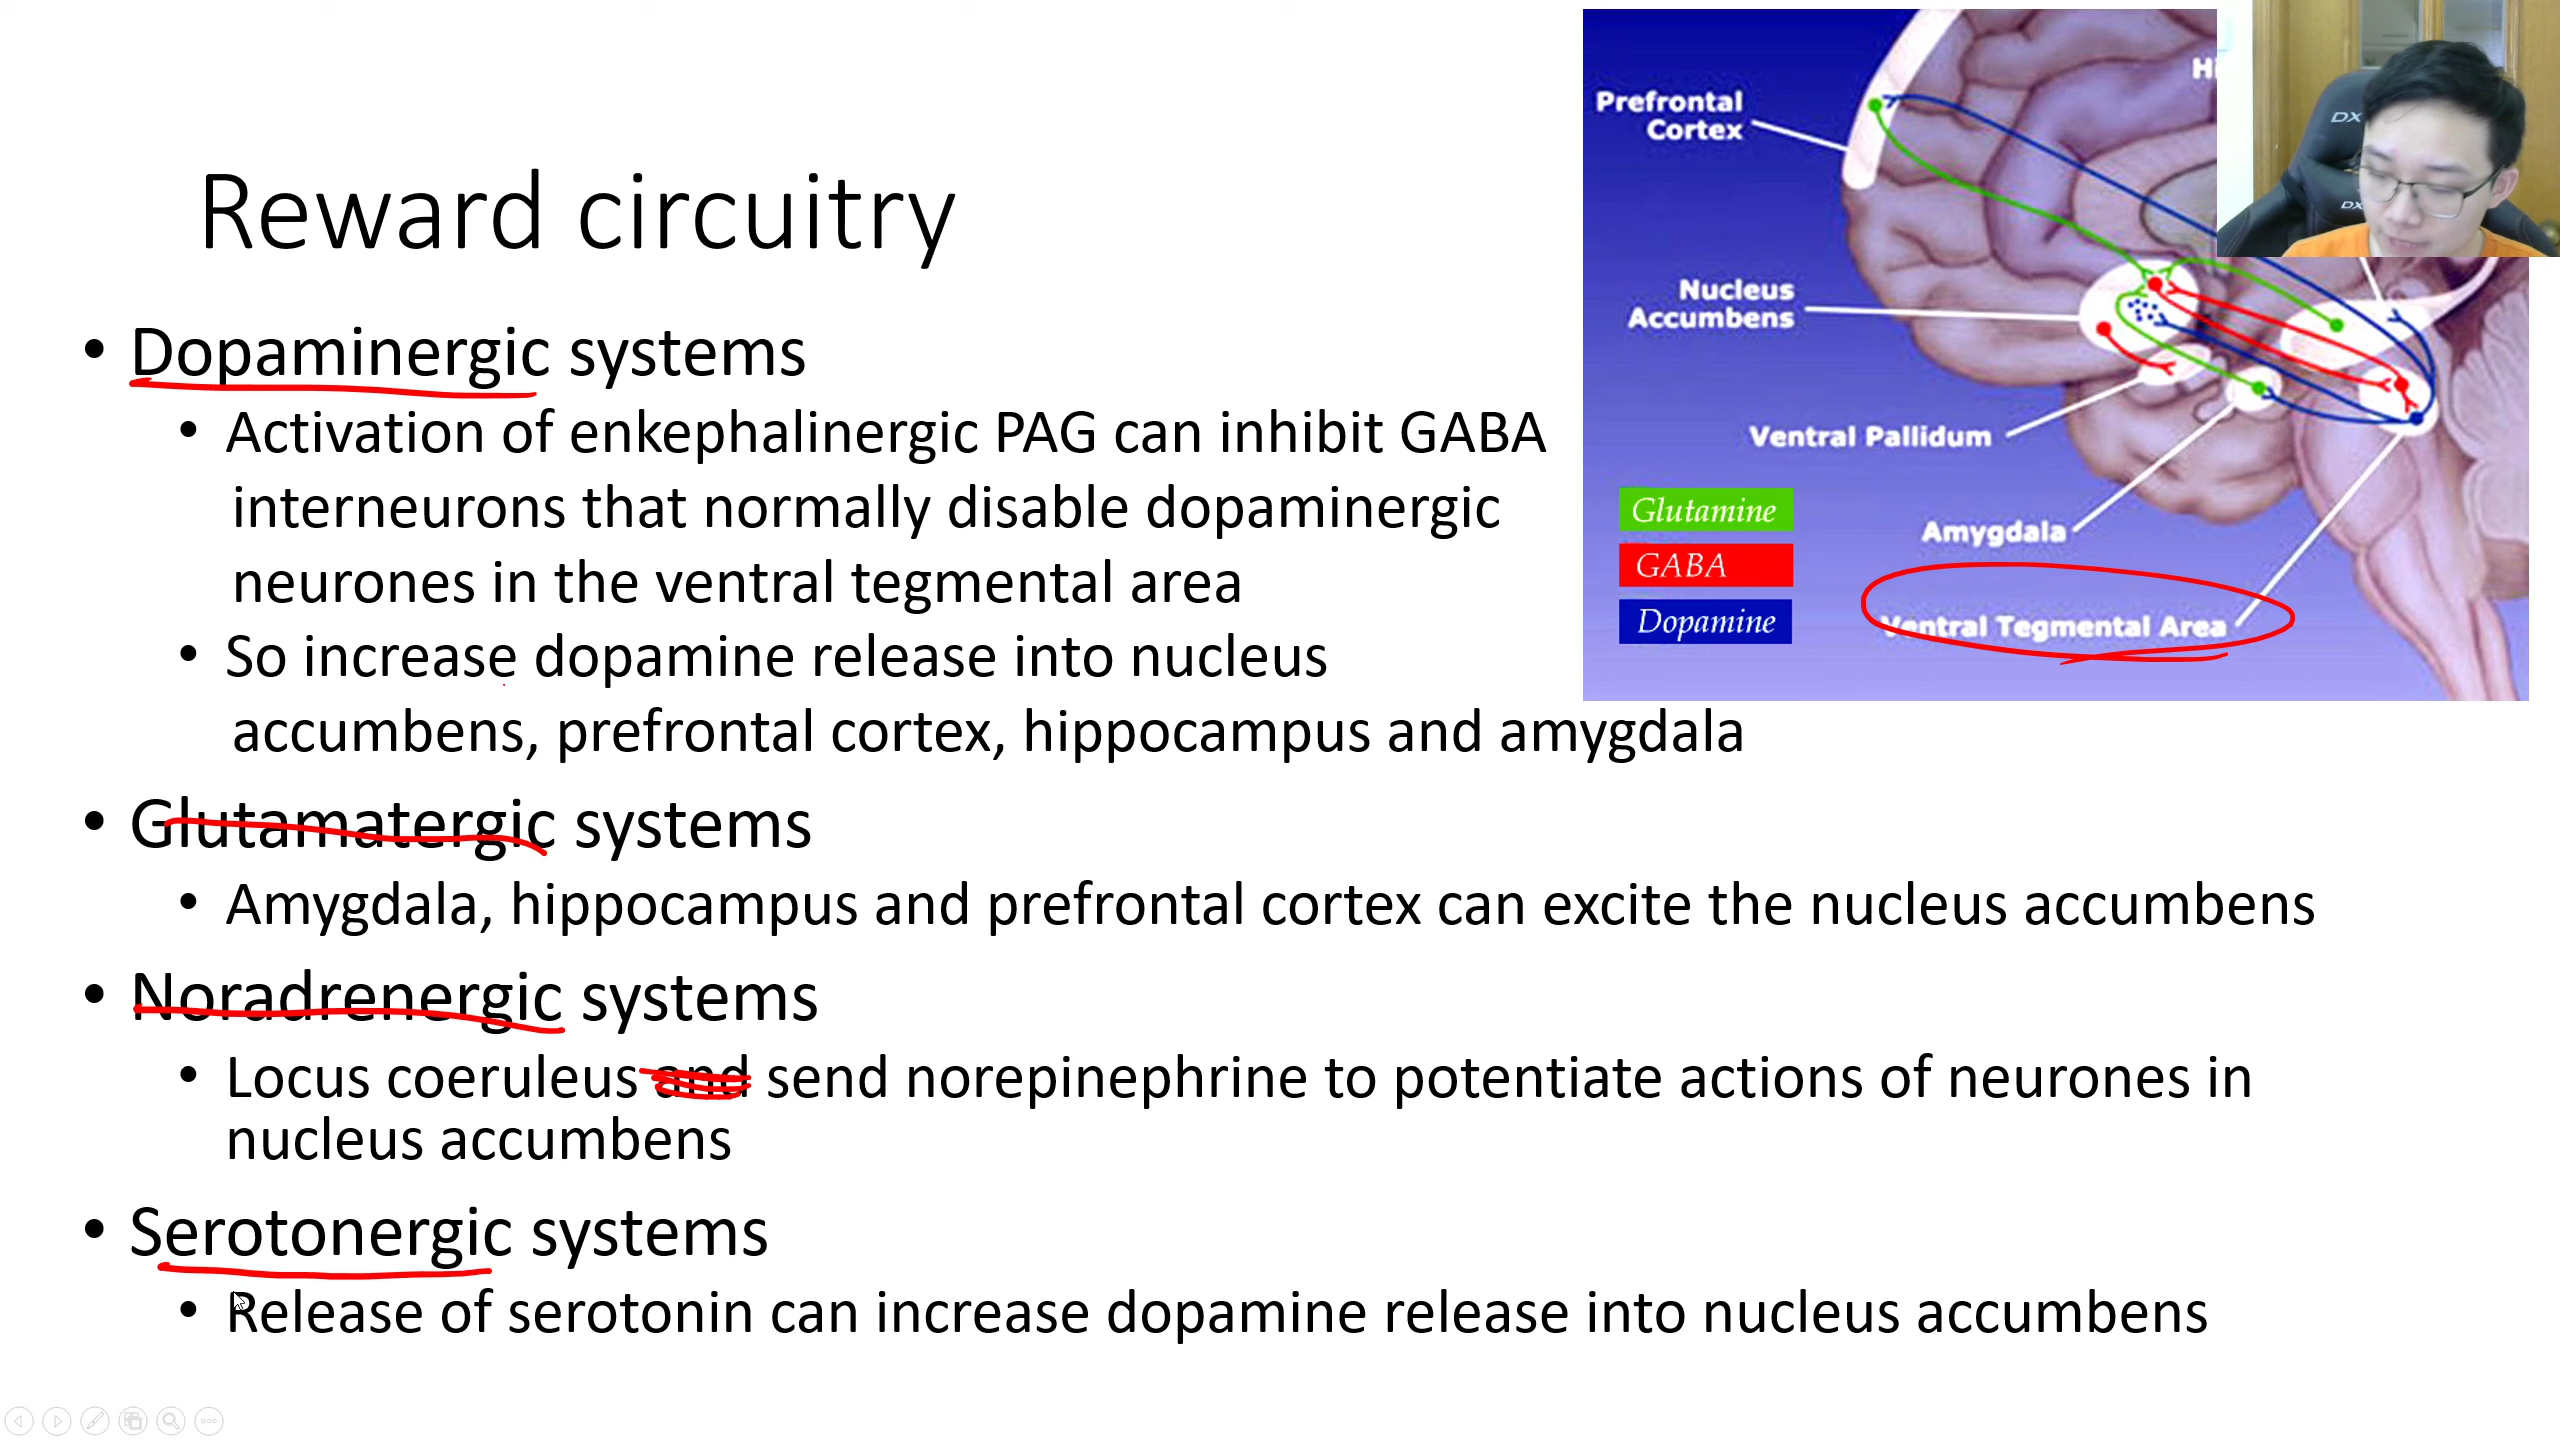 Reward circuitry
• Dopaminergic systems
• Activation of enkephalinergic PAG can inhibit GABA
interneurons that normally disable dopaminergic
neurones in the ventral tegmental area
• So increase dopamine release into nucleus
accumbens, prefrontal cortex, hippocampus and amygdala
• Glutamatergic systems
• Amygdala, hippocampus and prefrontal cortex can excite the nucleus accumbens
• Noradrenergic systems
• Locus coeruleus and send norepinephrine to potentiate actions of neurones in
nucleus accumbens
• Serotonergic systems
• Release of serotonin can increase dopamine release into nucleus accumbens
Prefrontal
Cortex
Nucleus
Accumbens
Ventral Pallidum
Amygdala
Ventral Tegmental Area
Glutamine
GABA
Dopamine
DX
DX